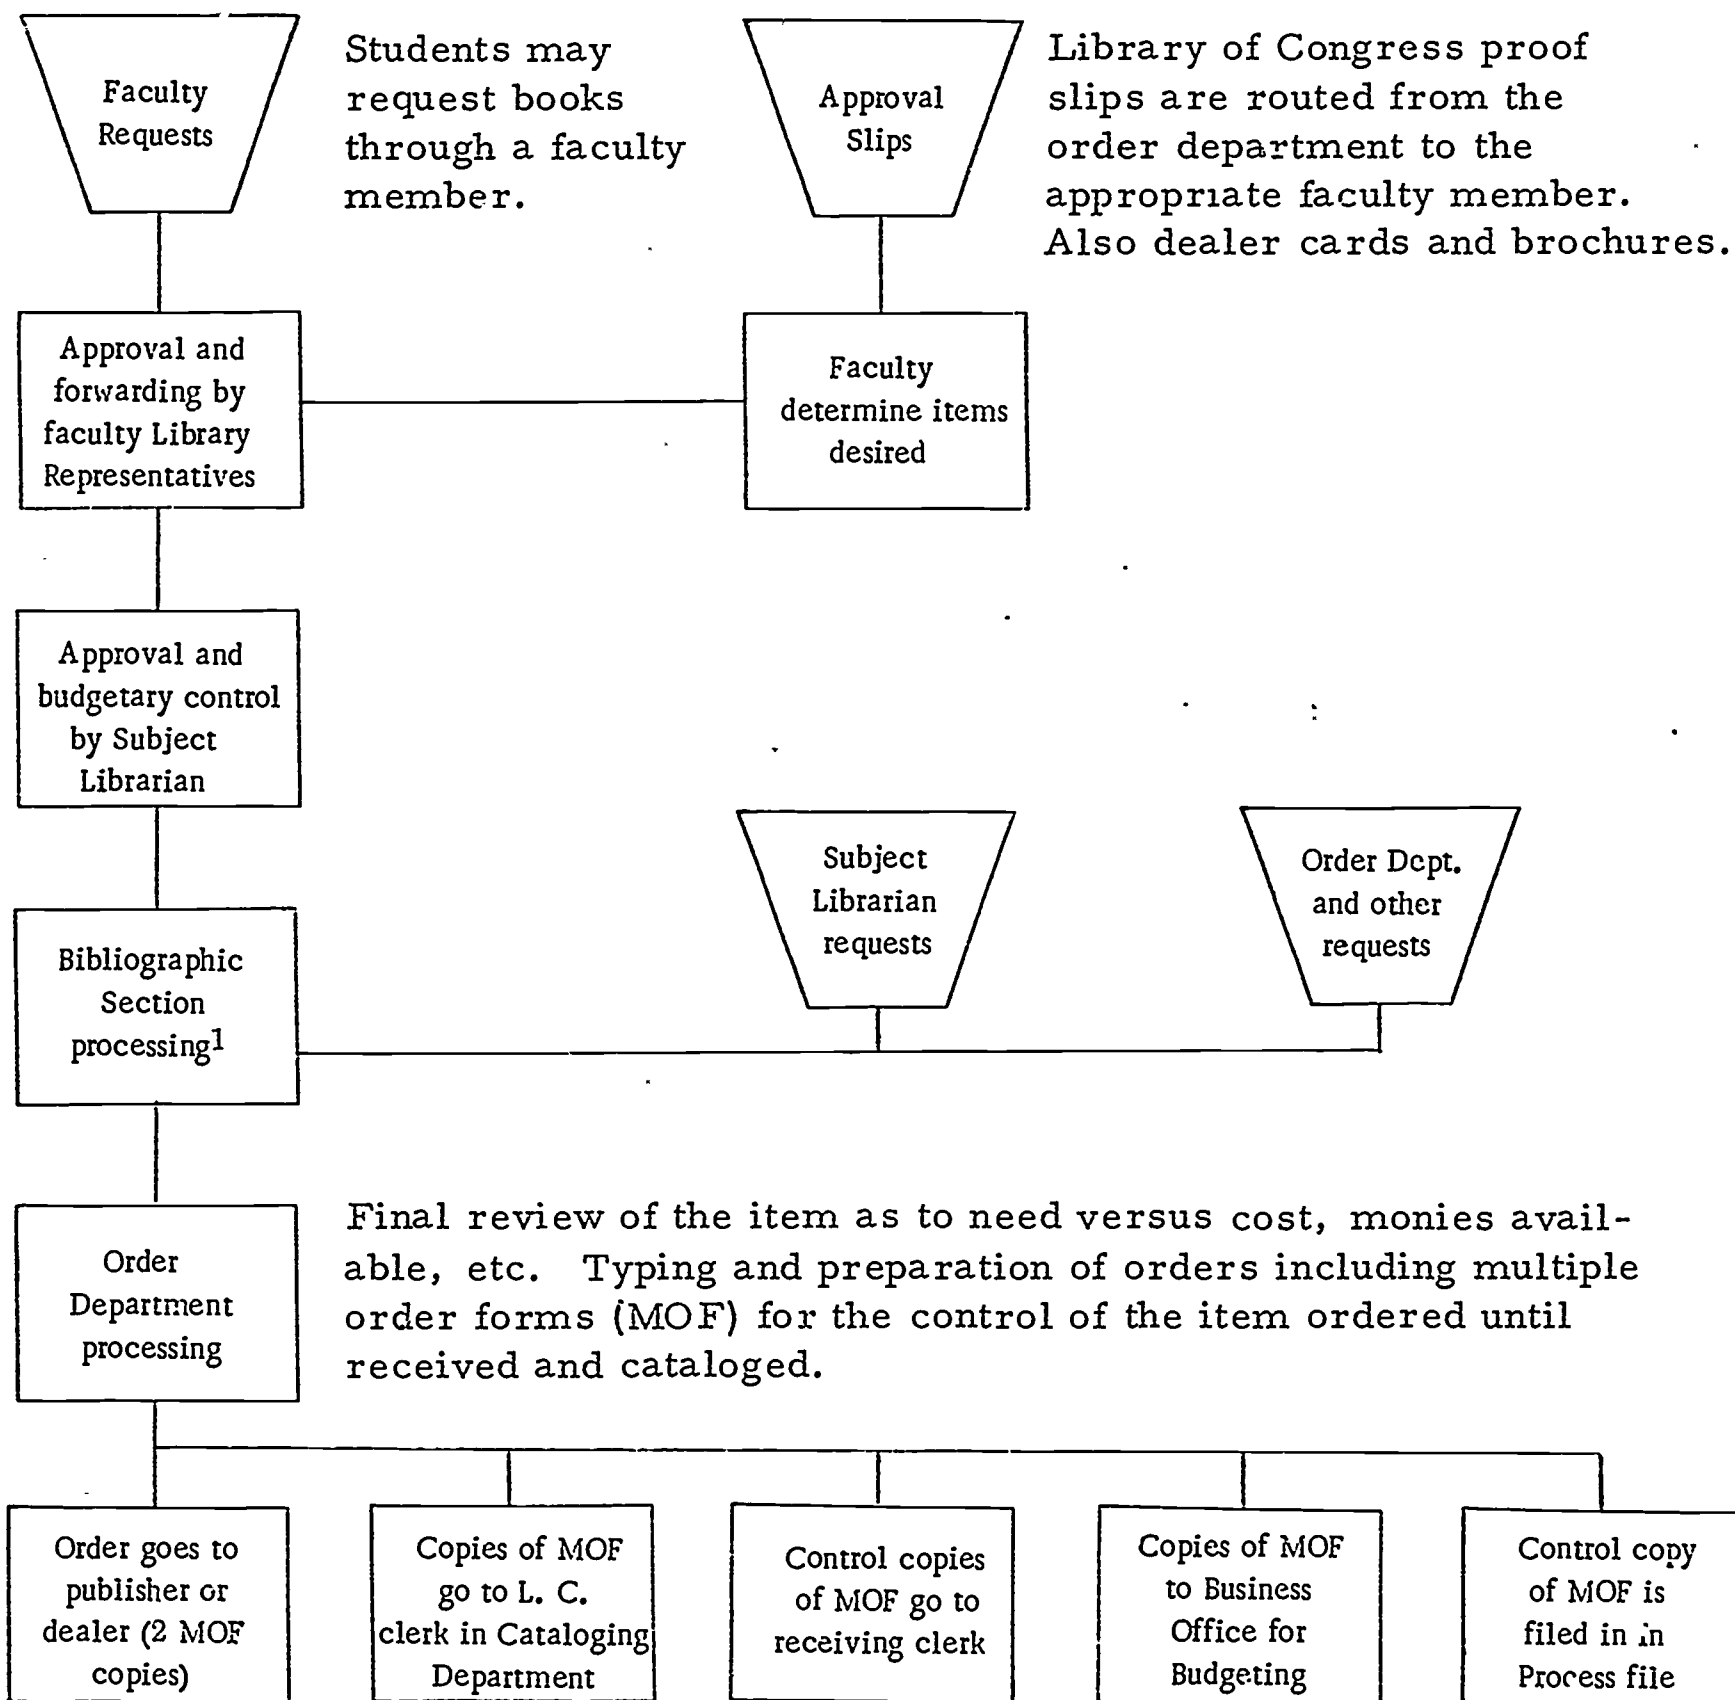 Faculty
Requests
Students may
request books
through a faculty
member.
Approval
Slips
Library of Congress proof
slips are routed from the
order department to the
appropriate faculty member.
Also dealer cards and brochures.
Approval and
forwarding by
faculty Library
Representatives
Faculty
determine items
desired
Approval and
budgetary control
by Subject
Librarian
Bibliographic
Section
processing1
Subject
Librarian
requests
Order Dept.
and other
requests
Order
Department
processing
Final review of the item as to need versus cost, monies avail-
able, etc. Typing and preparation of orders including multiple
order forms (MOF) for the control of the item ordered until
received and cataloged.
Order goes to
publisher or
dealer (2 MOF
copies)
Copies of MOF
go to L. C.
clerk in Cataloging
Department
Control copies
of MOF go to
receiving clerk
Copies of MOF
to Business
Office for
Budgeting
Control copy
of MOF is
filed in in
Process file